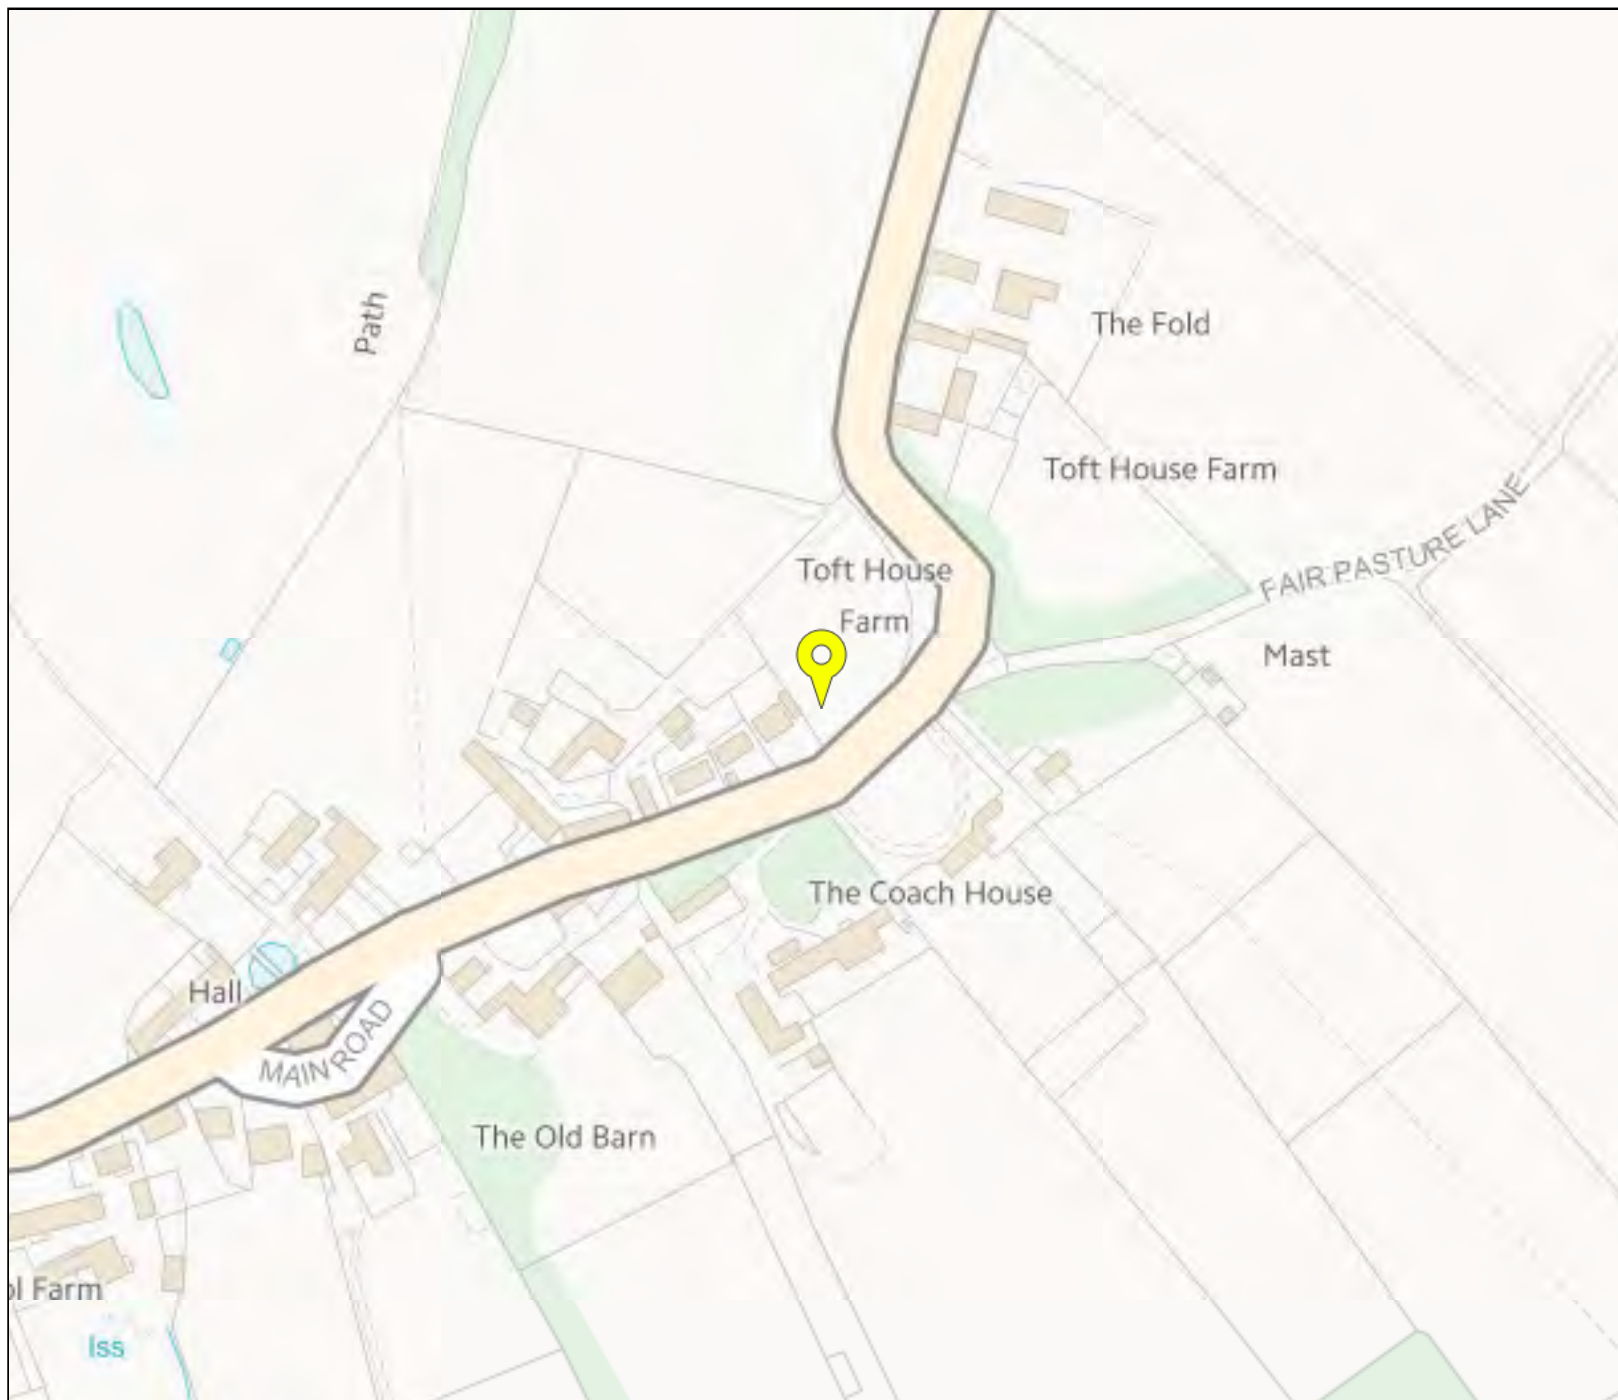 Path
The Fold
Toft House Farm
FAIR PASTURE LANE
Toft House
Farm
Mast
The Coach House
Hall
MAIN ROAD
The Old Barn
ol Farm
Iss